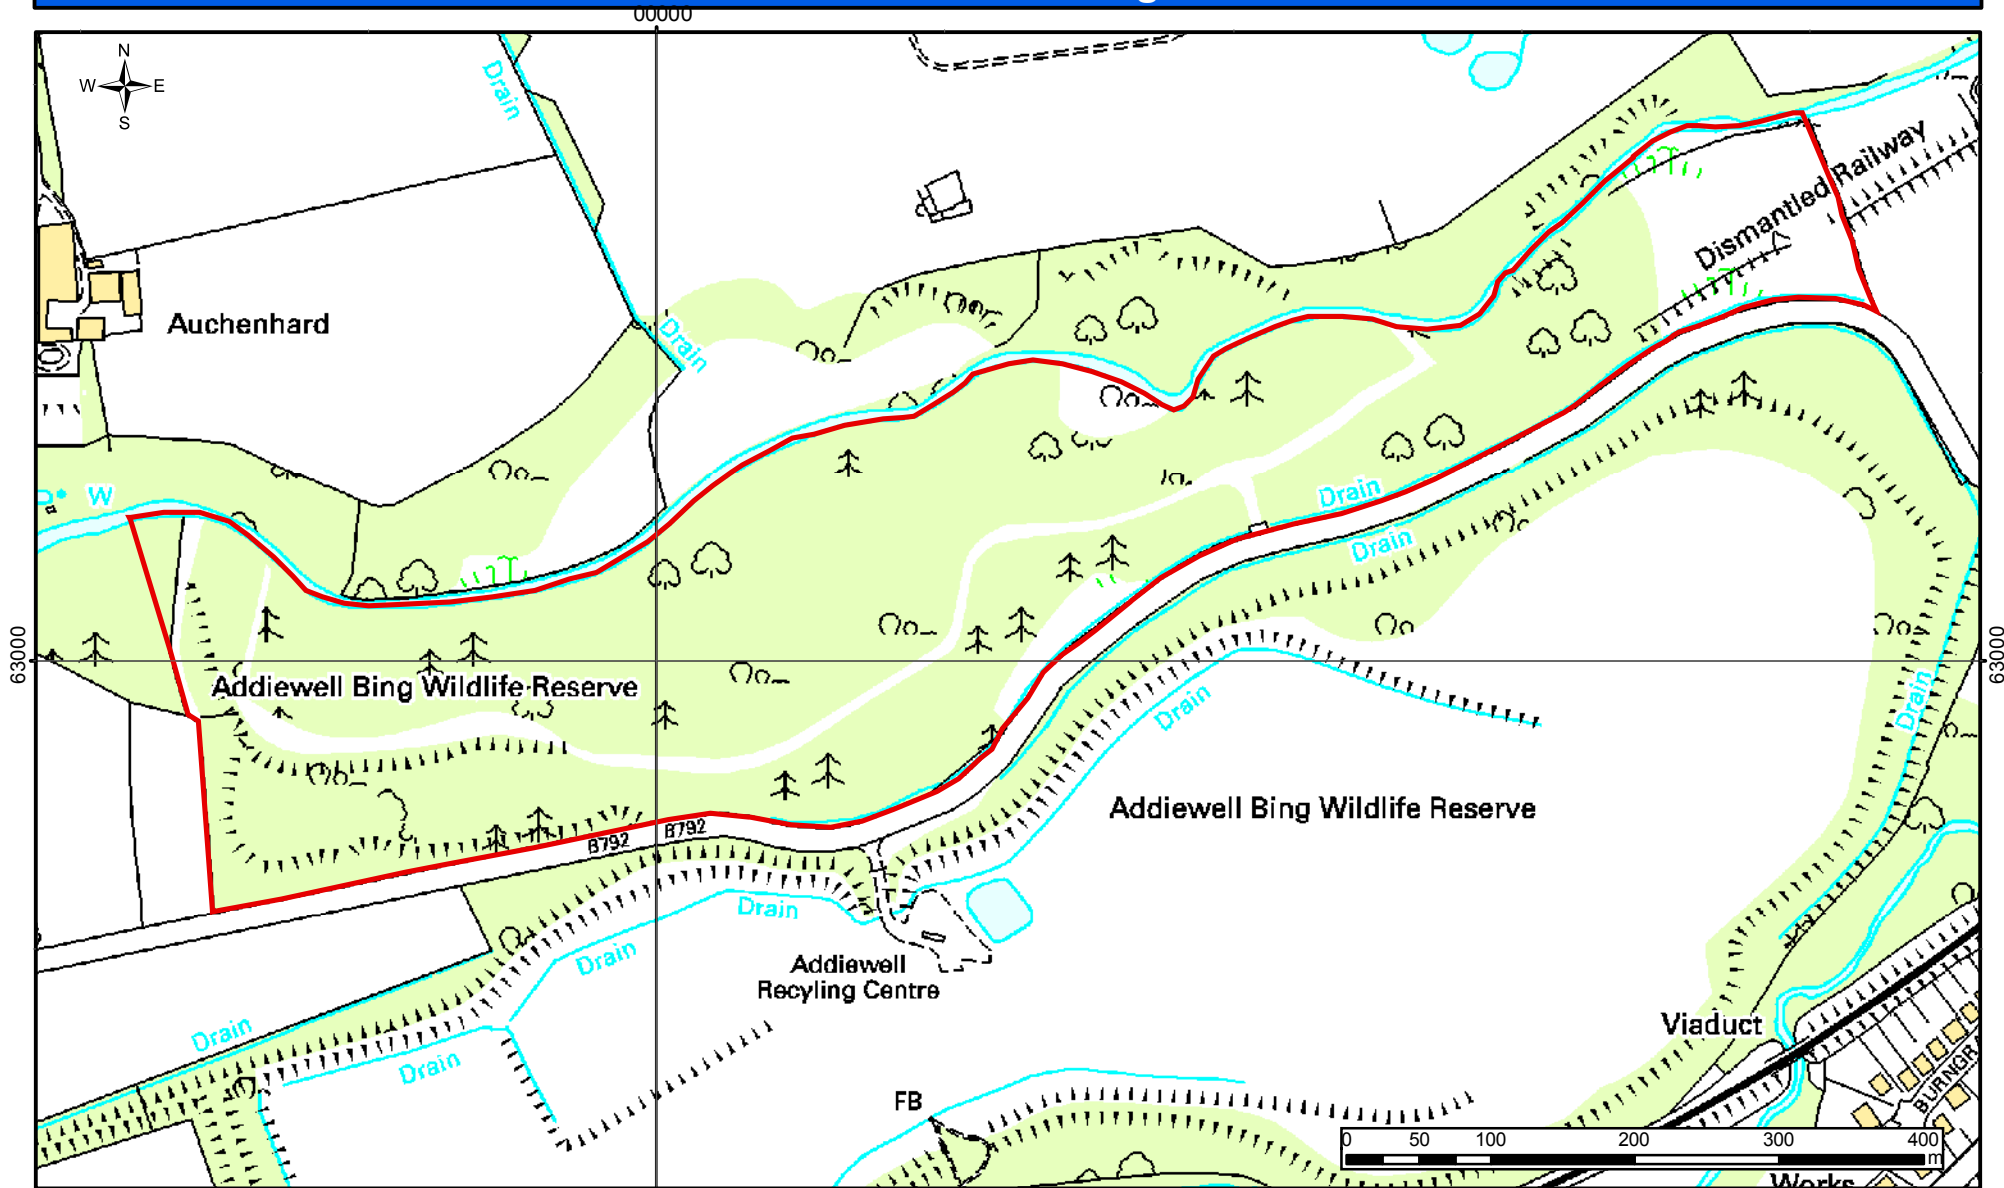 00000
N
W E
S
Drain
Dismantled Railway
Auchenhard
Drain
W
Drain
Drain
63000
63000
Addiewell Bing Wildlife Reserve
Drain
Drain
Addiewell Bing Wildlife Reserve
B792
B792
Drain
Drain
Addiewell
Recyling Centre
Drain
Drain
Viaduct
FB
BURNGRA
0 50 100 200 300 400
m
Works